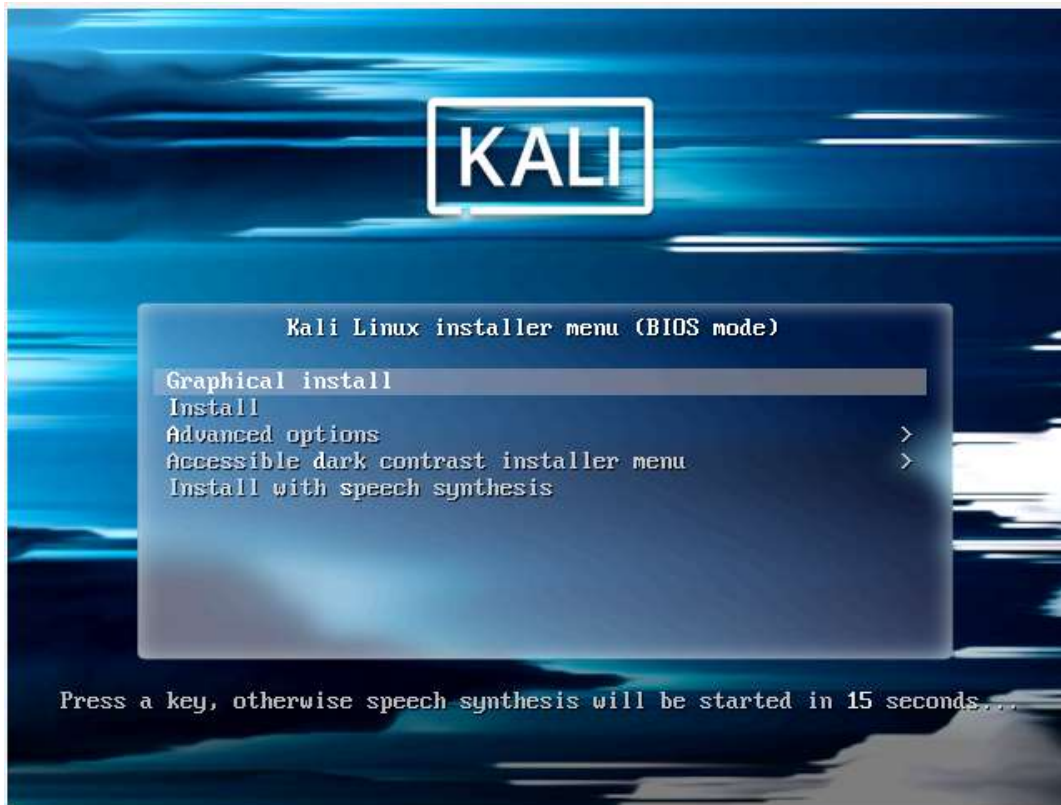 KALI
Kali Linux installer menu (BIOS mode)
Graphical install
Install
Advanced options >
Accessible dark contrast installer menu >
Install with speech synthesis
Press a key, otherwise speech synthesis will be started in 15 seconds...